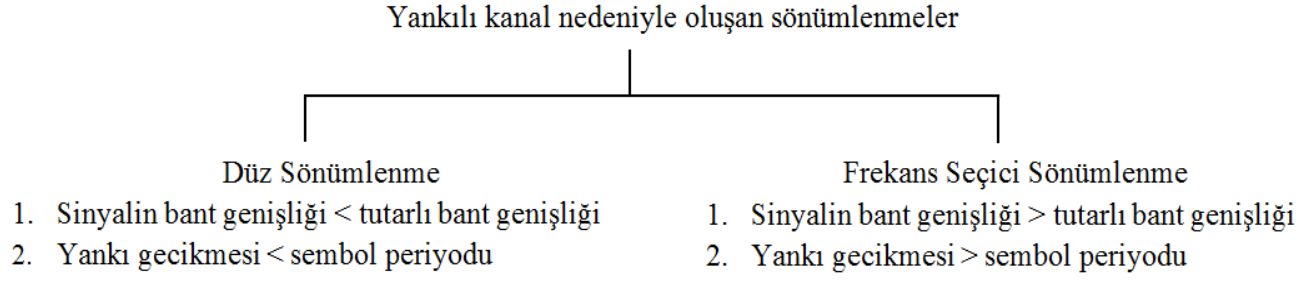 Yankılı kanal nedeniyle oluşan sönümlenmeler
Düz Sönümlenme
1. Sinyalin bant genişliği < tutarlı bant genişliği
2. Yankı gecikmesi < sembol periyodu
Frekans Seçici Sönümlenme
1. Sinyalin bant genişliği > tutarlı bant genişliği
2. Yankı gecikmesi > sembol periyodu